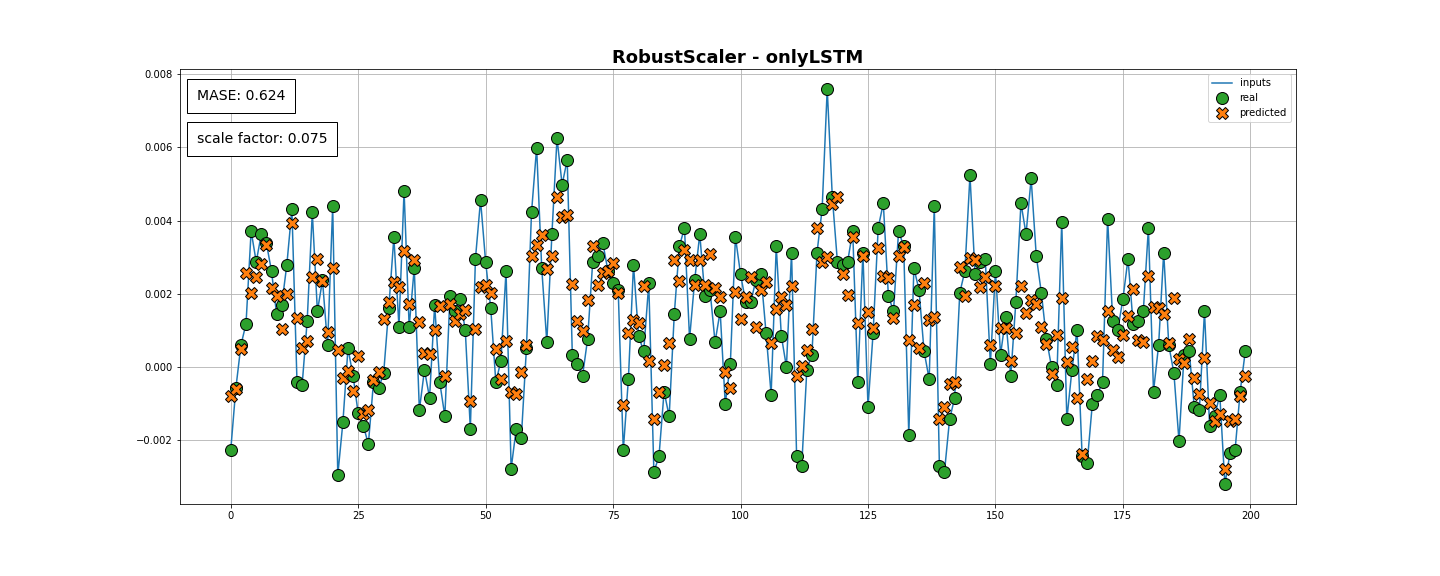 RobustScaler - onlyLSTM
MASE: 0.624
scale factor: 0.075
inputs
real
predicted
0.008
0.006
0.004
0.002
0.000
−0.002
0
25
50
75
100
125
150
175
200